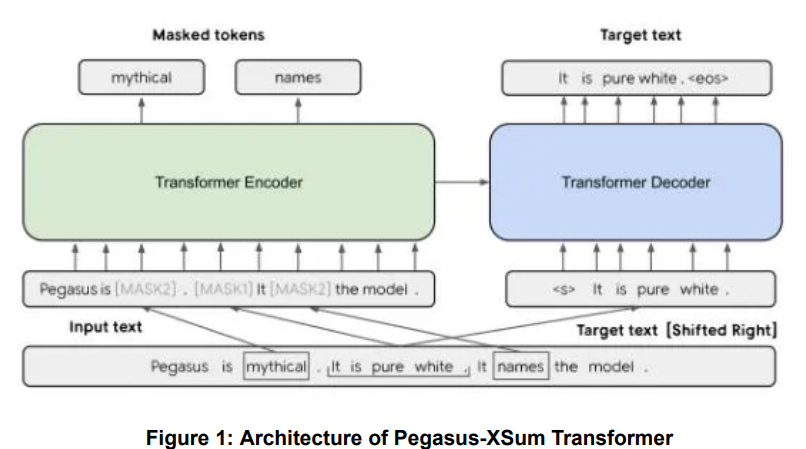 Masked tokens
Target text
mythical
names
It is pure white . <eos>
Transformer Encoder
Transformer Decoder
Pegasus is [MASK2] . [MASK1] It [MASK2] the model .
<s> It is pure white .
Input text
Target text [Shifted Right]
Pegasus is mythical . It is pure white . It names the model .
Figure 1: Architecture of Pegasus-XSum Transformer